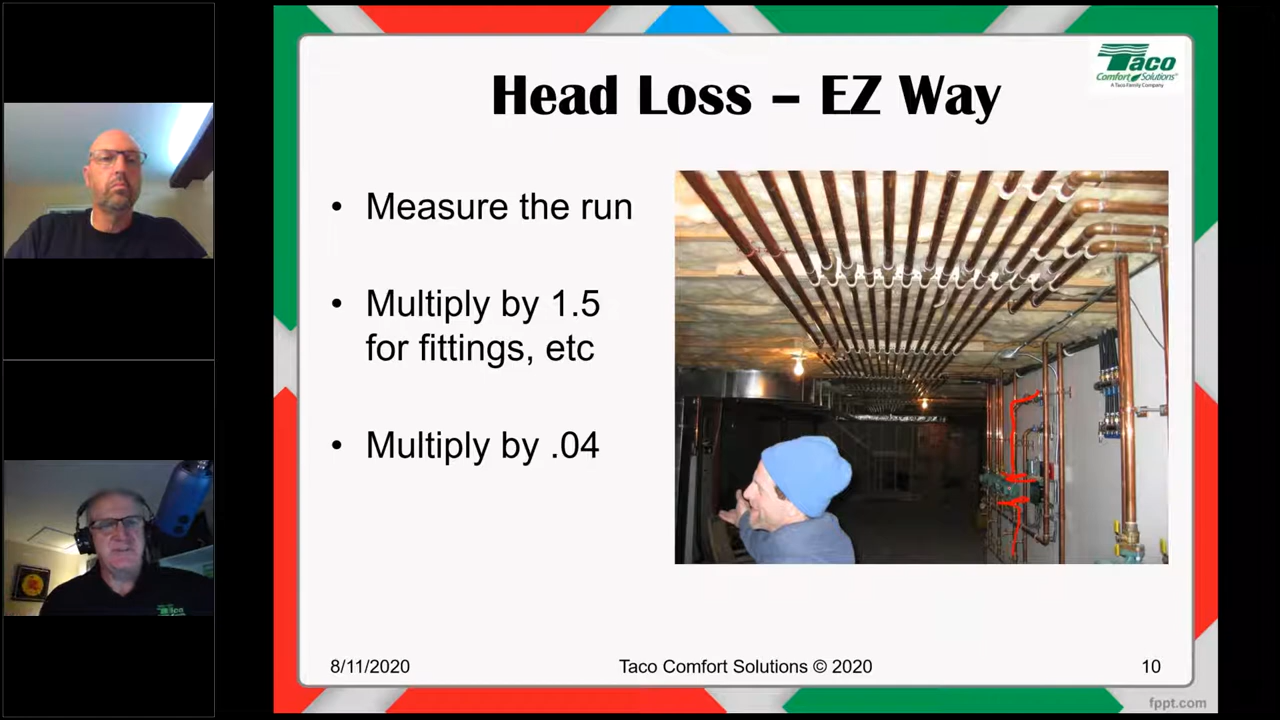 Head Loss – EZ Way
Taco
Comfort Solutions®
A Taco Family Company
• Measure the run
• Multiply by 1.5
for fittings, etc
• Multiply by .04
Taco
8/11/2020
Taco Comfort Solutions © 2020
10
fppt.com